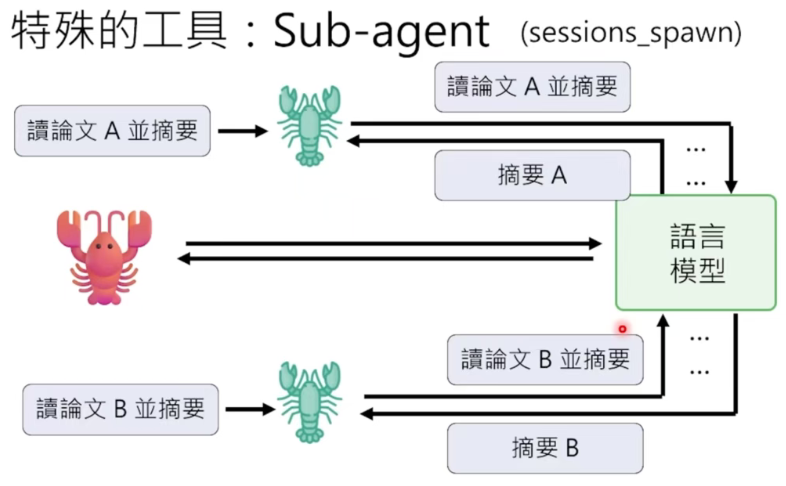 特殊的工具：Sub-agent (sessions_spawn)
讀論文 A 並摘要
讀論文 A 並摘要
...
摘要 A
...
語言
模型
讀論文 B 並摘要
...
...
讀論文 B 並摘要
摘要 B